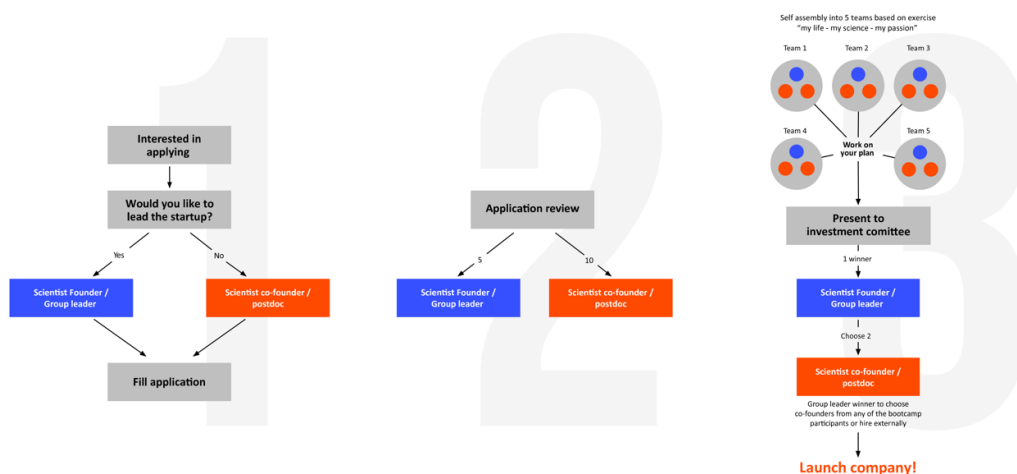 1
Interested in
applying
Would you like to
lead the startup?
Yes
No
Scientist Founder /
Group leader
Scientist co-founder /
postdoc
Fill application
2
Application review
5
10
Scientist Founder /
Group leader
Scientist co-founder /
postdoc
3
Self assembly into 5 teams based on exercise
“my life - my science - my passion”
Team 1
Team 2
Team 3
Team 4
Team 5
Work on
your plan
Present to
investment comittee
1 winner
Scientist Founder /
Group leader
Choose 2
Scientist co-founder /
postdoc
Group leader winner to choose
co-founders from any of the bootcamp
participants or hire externally
Launch company!